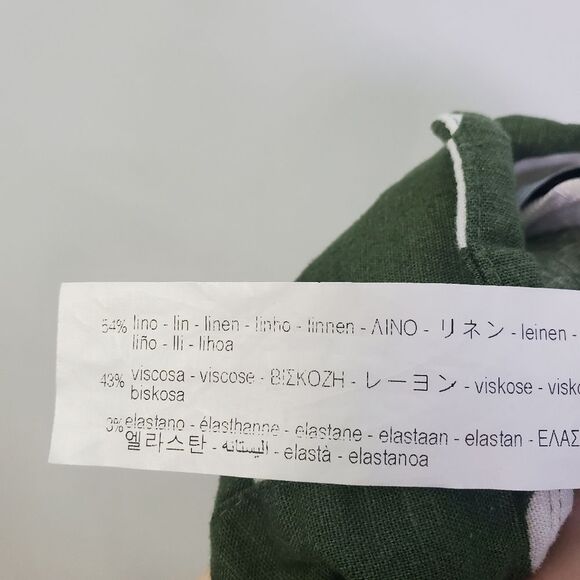 54% lino - lin - linen - linho - linnen - ΛΙΝΟ - リネン - leinen -
liño - lli - lihoa
43% viscosa - viscose - ΒΙΣΚΟΖΗ - レーヨン - viskose -
biskosa
3% elastano - élasthanne - elastane - elastaan - elastan -
엘라스탄 - اليستانه - elastà - elastanoa